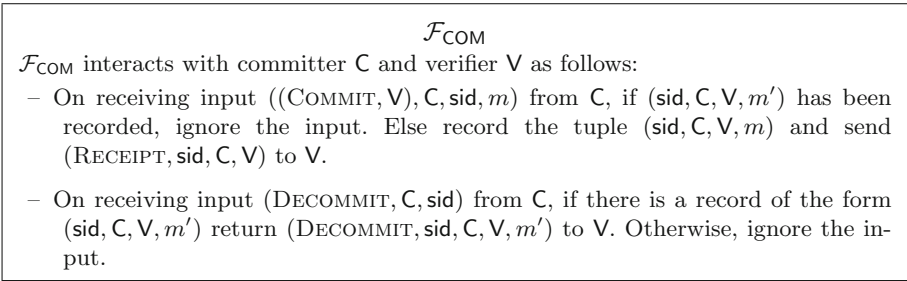 F_COM
F_COM interacts with committer C and verifier V as follows:
– On receiving input ((COMMIT, V), C, sid, m) from C, if (sid, C, V, m′) has been
recorded, ignore the input. Else record the tuple (sid, C, V, m) and send
(RECEIPT, sid, C, V) to V.
– On receiving input (DECOMMIT, C, sid) from C, if there is a record of the form
(sid, C, V, m′) return (DECOMMIT, sid, C, V, m′) to V. Otherwise, ignore the in-
put.